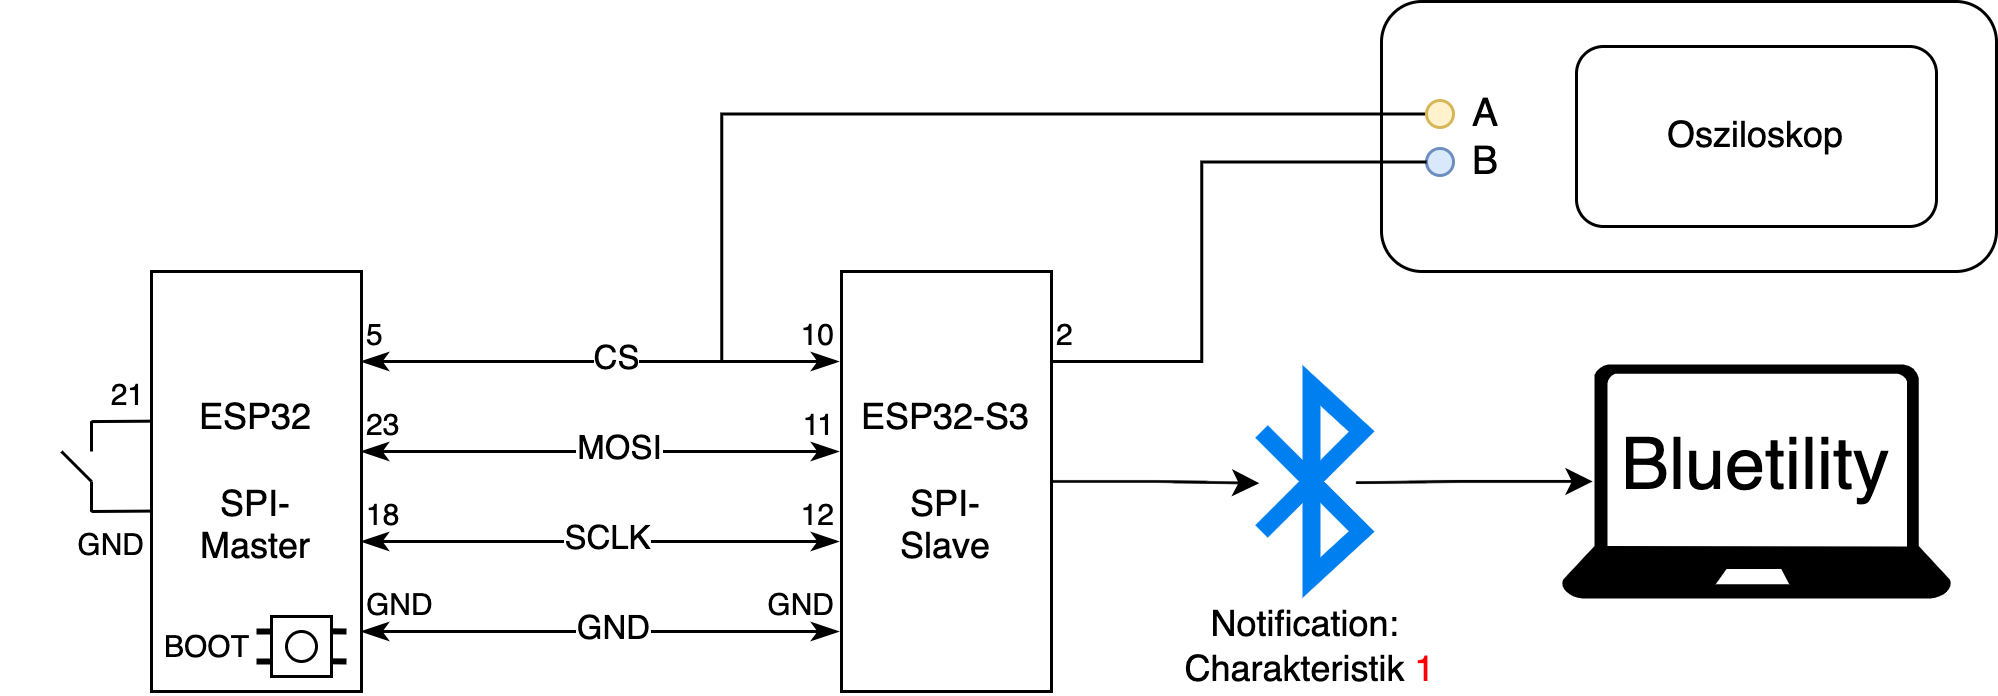 A
B
Osziloskop
5
CS
10
2
21
23
MOSI
11
ESP32
ESP32-S3
Bluetility
SPI-
Master
SPI-
Slave
18
SCLK
12
GND
GND
GND
GND
BOOT
Notification:
Charakteristik 1